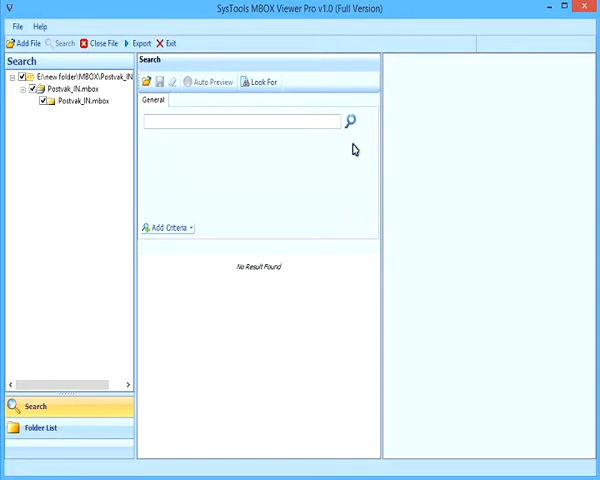 SysTools MBOX Viewer Pro v1.0 (Full Version)
File Help
Add File Search Close File Export Exit
Search
E:\new folder\MBOX\Postvak_IN
Postvak_IN.mbox
Postvak_IN.mbox
Search
Auto Preview Look For
General
Add Criteria
No Result Found
Search
Folder List